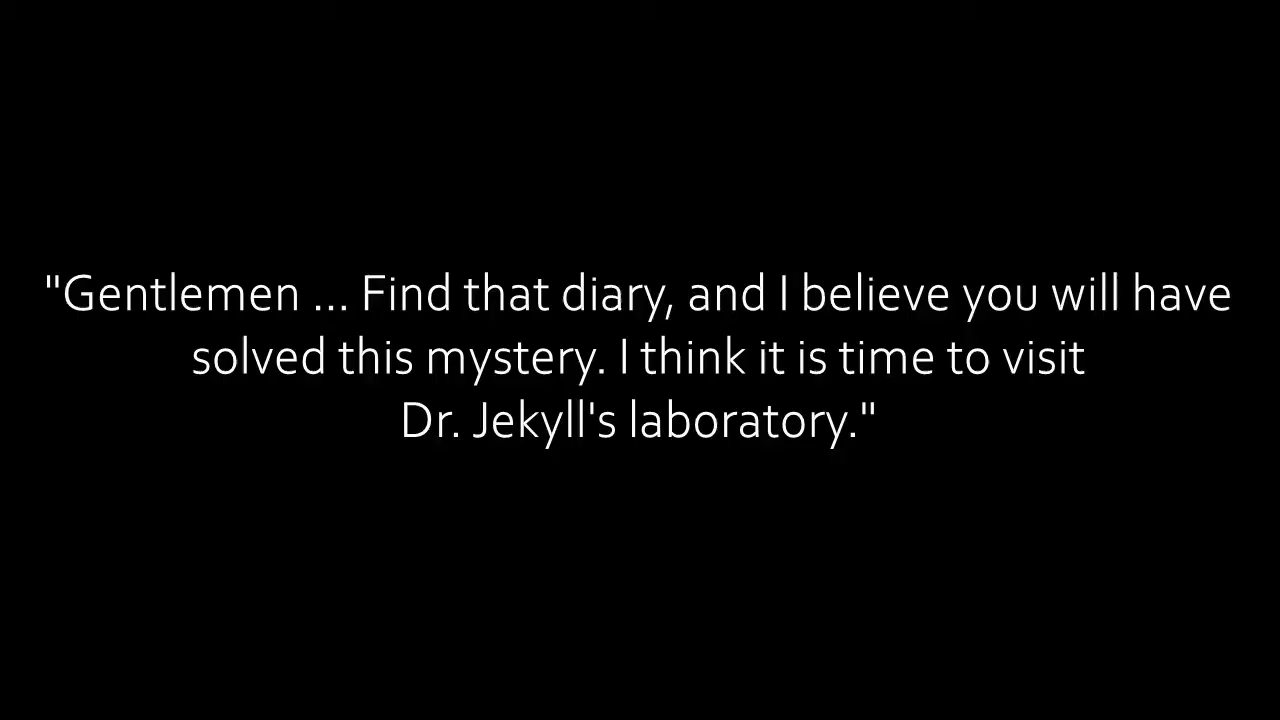 "Gentlemen ... Find that diary, and I believe you will have
solved this mystery. I think it is time to visit
Dr. Jekyll's laboratory."